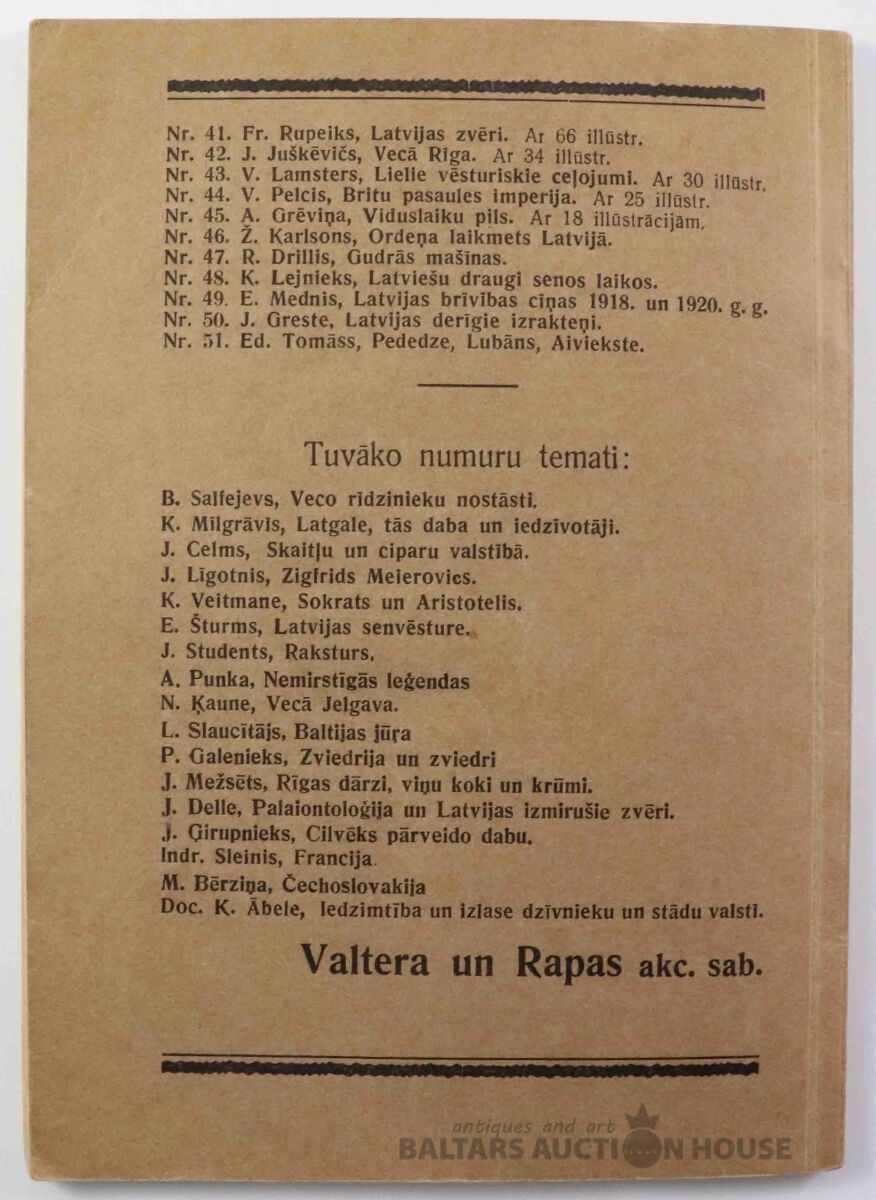 Nr. 41. Fr. Rupeiks, Latvijas zvēri. Ar 66 illūstr.
Nr. 42. J. Juškēvičs, Vecā Rīga. Ar 34 illūstr.
Nr. 43. V. Lamsters, Lielie vēsturiskie ceļojumi. Ar 30 illūstr.
Nr. 44. V. Pelcis, Britu pasaules imperija. Ar 25 illūstr.
Nr. 45. A. Grēviņa, Viduslaiku pils. Ar 18 illūstrācijām.
Nr. 46. Ž. Karlsons, Ordeņa laikmets Latvijā.
Nr. 47. R. Drillis, Gudrās mašinas.
Nr. 48. K. Lejnieks, Latviešu draugi senos laikos.
Nr. 49. E. Mednis, Latvijas brīvības cīņas 1918. un 1920. g. g.
Nr. 50. J. Greste, Latvijas derīgie izrakteņi.
Nr. 51. Ed. Tomāss, Pededze, Lubāns, Aiviekste.
Tuvāko numuru temati:
B. Salfejevs, Veco rīdzinieku nostāsti.
K. Milgrāvis, Latgale, tās daba un iedzīvotāji.
J. Celms, Skaitļu un ciparu valstībā.
J. Līgotnis, Zigfrids Meierovics.
K. Veitmane, Sokrats un Aristotelis.
E. Šturms, Latvijas senvēsture.
J. Students, Raksturs.
A. Punka, Nemirstīgās leģendas
N. Ķaune, Vecā Jelgava.
L. Slaucītājs, Baltijas jūŗa
P. Galenieks, Zviedrija un zviedri
J. Mežsēts, Rīgas dārzi, viņu koki un krūmi.
J. Delle, Palaiontoloģija un Latvijas izmirušie zvēri.
J. Ģirupnieks, Cilvēks pārveido dabu.
Indr. Sleinis, Francija.
M. Bērziņa, Čechoslovakija
Doc. K. Ābele, Iedzimtība un izlase dzīvnieku un stādu valstī.
Valtera un Rapas akc. sab.
antiques and art
BALTARS AUCTION HOUSE